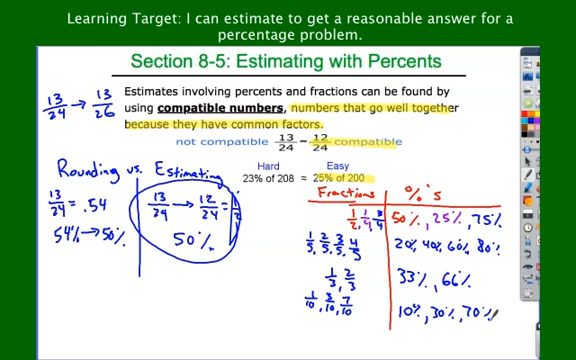 Learning Target: I can estimate to get a reasonable answer for a
percentage problem.
Section 8-5: Estimating with Percents
Estimates involving percents and fractions can be found by
using compatible numbers, numbers that go well together
because they have common factors.
13/24 → 13/26
not compatible 13/24 ≈ 12/24 compatible
Hard Easy
23% of 208 ≈ 25% of 200
Rounding vs. Estimating
13/24 = .54
54% → 50%
13/24 → 12/24 = 1/2
50%
Fractions %'s
1/2, 1/4, 3/4 50%, 25%, 75%
1/5, 2/5, 3/5, 4/5 20%, 40%, 60%, 80%
1/3, 2/3 33%, 66%
1/10, 3/10, 7/10 10%, 30%, 70%